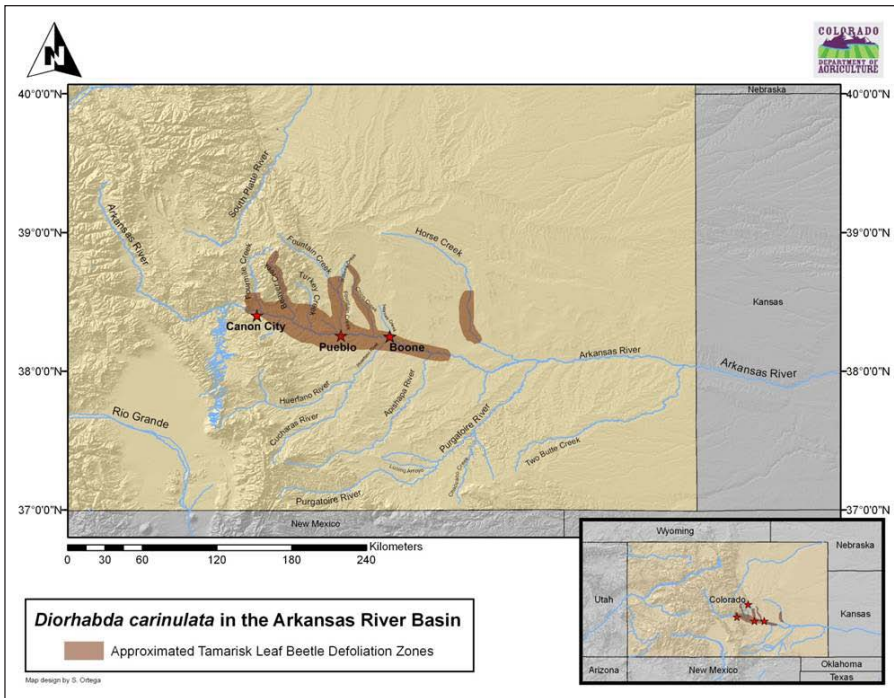 N
COLORADO
DEPARTMENT OF
AGRICULTURE
Nebraska
40°0'0"N
40°0'0"N
South Platte River
Arkansas River
39°0'0"N
39°0'0"N
Horse Creek
Fountain Creek
Fourmile Creek
Turkey Creek
Kansas
Canon City
Pueblo
Boone
Arkansas River
38°0'0"N
38°0'0"N
Arkansas River
Huerfano River
Apishapa River
Rio Grande
Cucharas River
Purgatoire River
Two Butte Creek
Purgatoire River
37°0'0"N
37°0'0"N
New Mexico
Kilometers
0 30 60 120 180 240
Wyoming
Nebraska
Utah
Colorado
Kansas
Arizona
New Mexico
Oklahoma
Texas
Diorhabda carinulata in the Arkansas River Basin
Approximated Tamarisk Leaf Beetle Defoliation Zones
Map design by S. Ortega